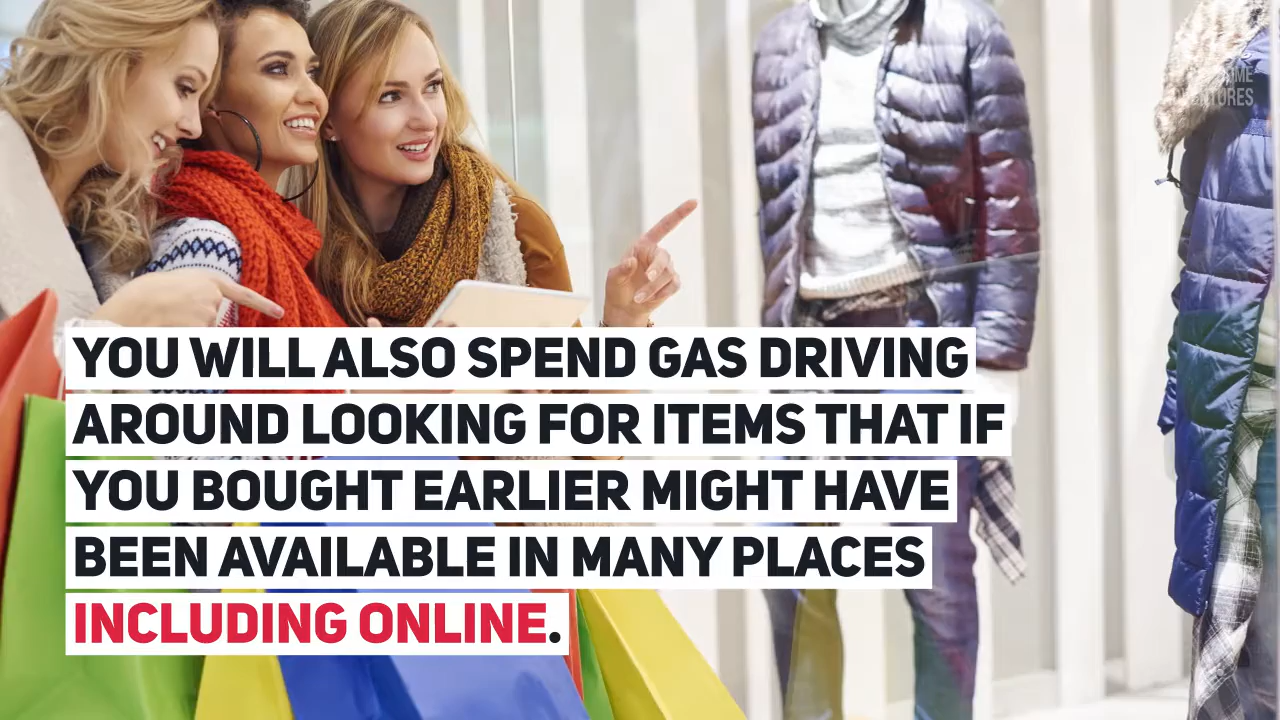 YOU WILL ALSO SPEND GAS DRIVING
AROUND LOOKING FOR ITEMS THAT IF
YOU BOUGHT EARLIER MIGHT HAVE
BEEN AVAILABLE IN MANY PLACES
INCLUDING ONLINE.